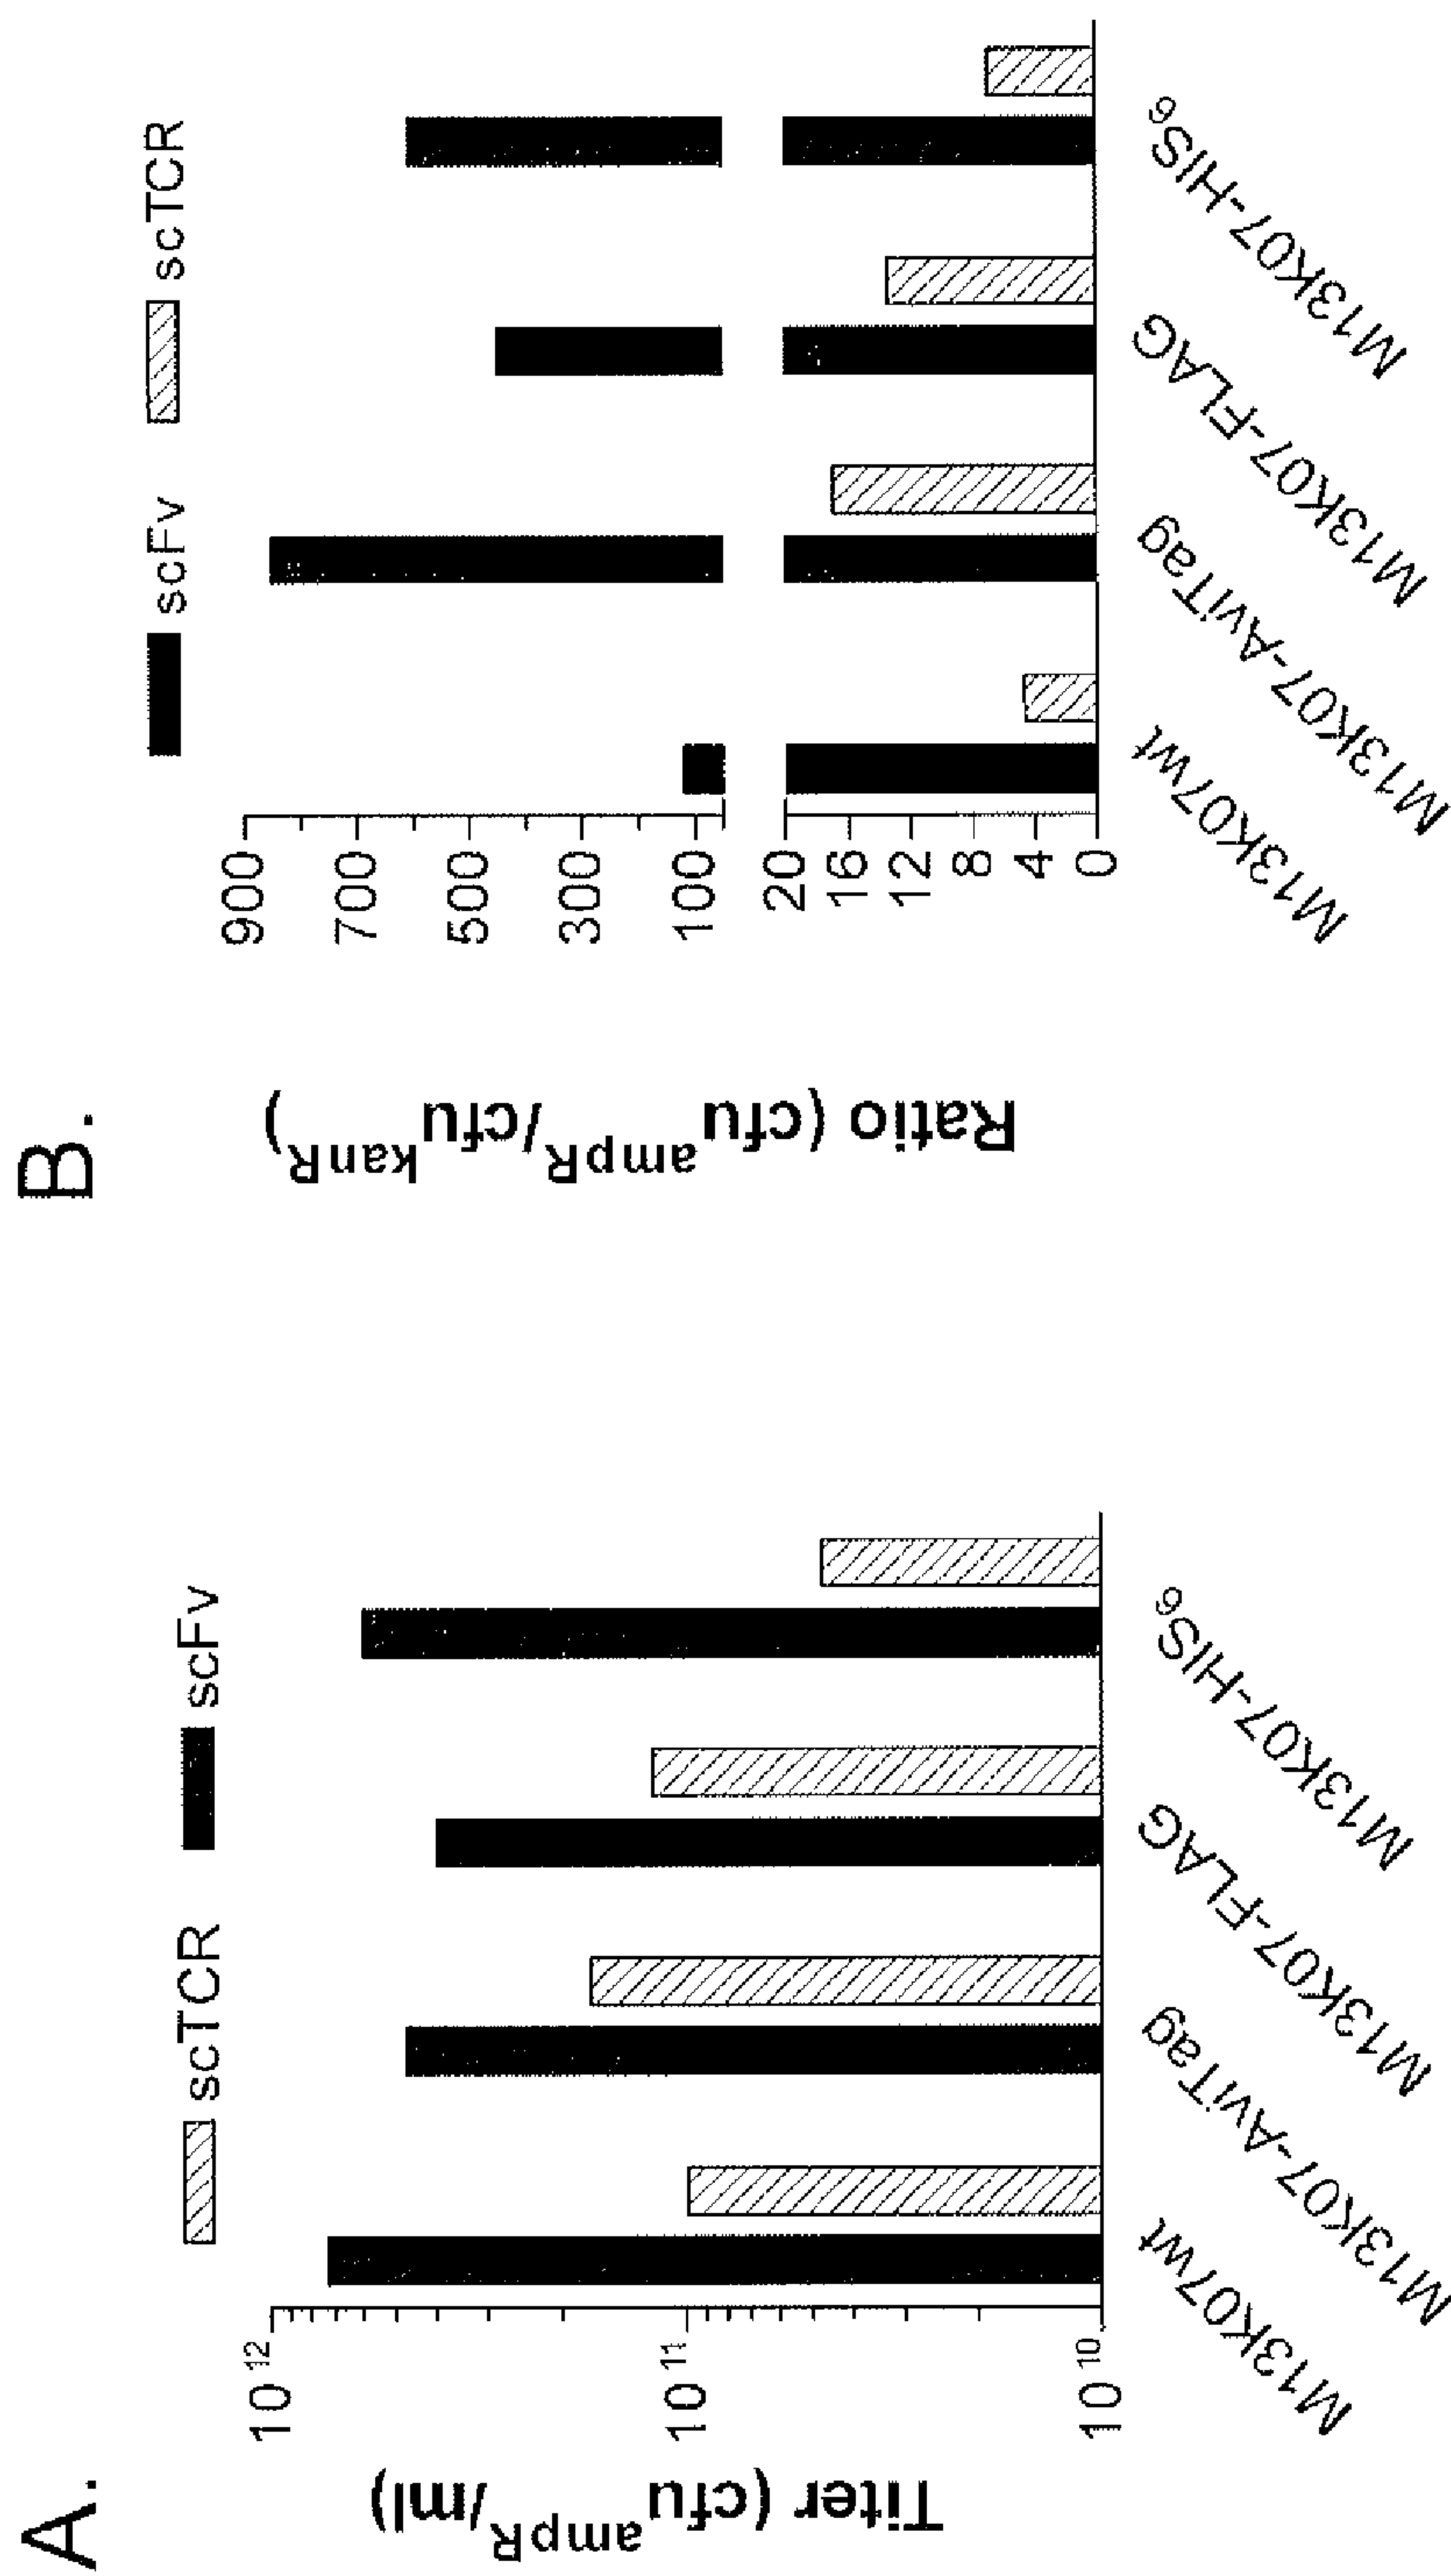 A.
scTCR scFv
Titer (cfu ampR/ml)
10 12
10 11
10 10
M13K07wt
M13K07-AviTag
M13K07-FLAG
M13K07-HIS6
B.
scFv scTCR
Ratio (cfu ampR/cfu kanR)
900
700
500
300
100
20
16
12
8
4
0
M13K07wt
M13K07-AviTag
M13K07-FLAG
M13K07-HIS6